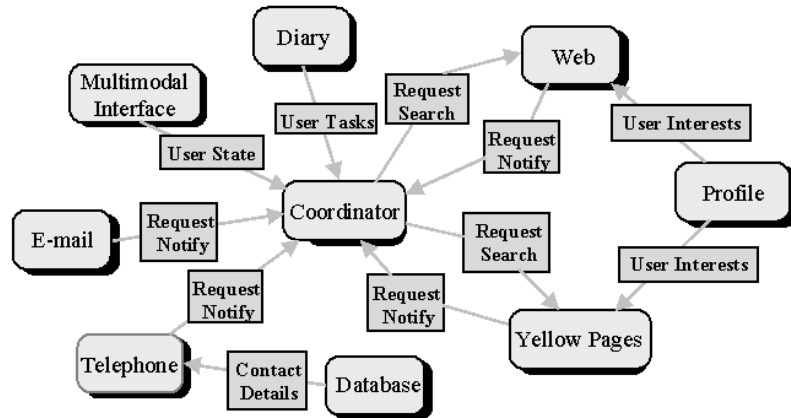 Diary
Web
Multimodal
Interface
Request
Search
User Tasks
Request
Notify
User Interests
User State
Profile
Coordinator
E-mail
Request
Notify
Request
Search
User Interests
Request
Notify
Request
Notify
Yellow Pages
Telephone
Contact
Details
Database